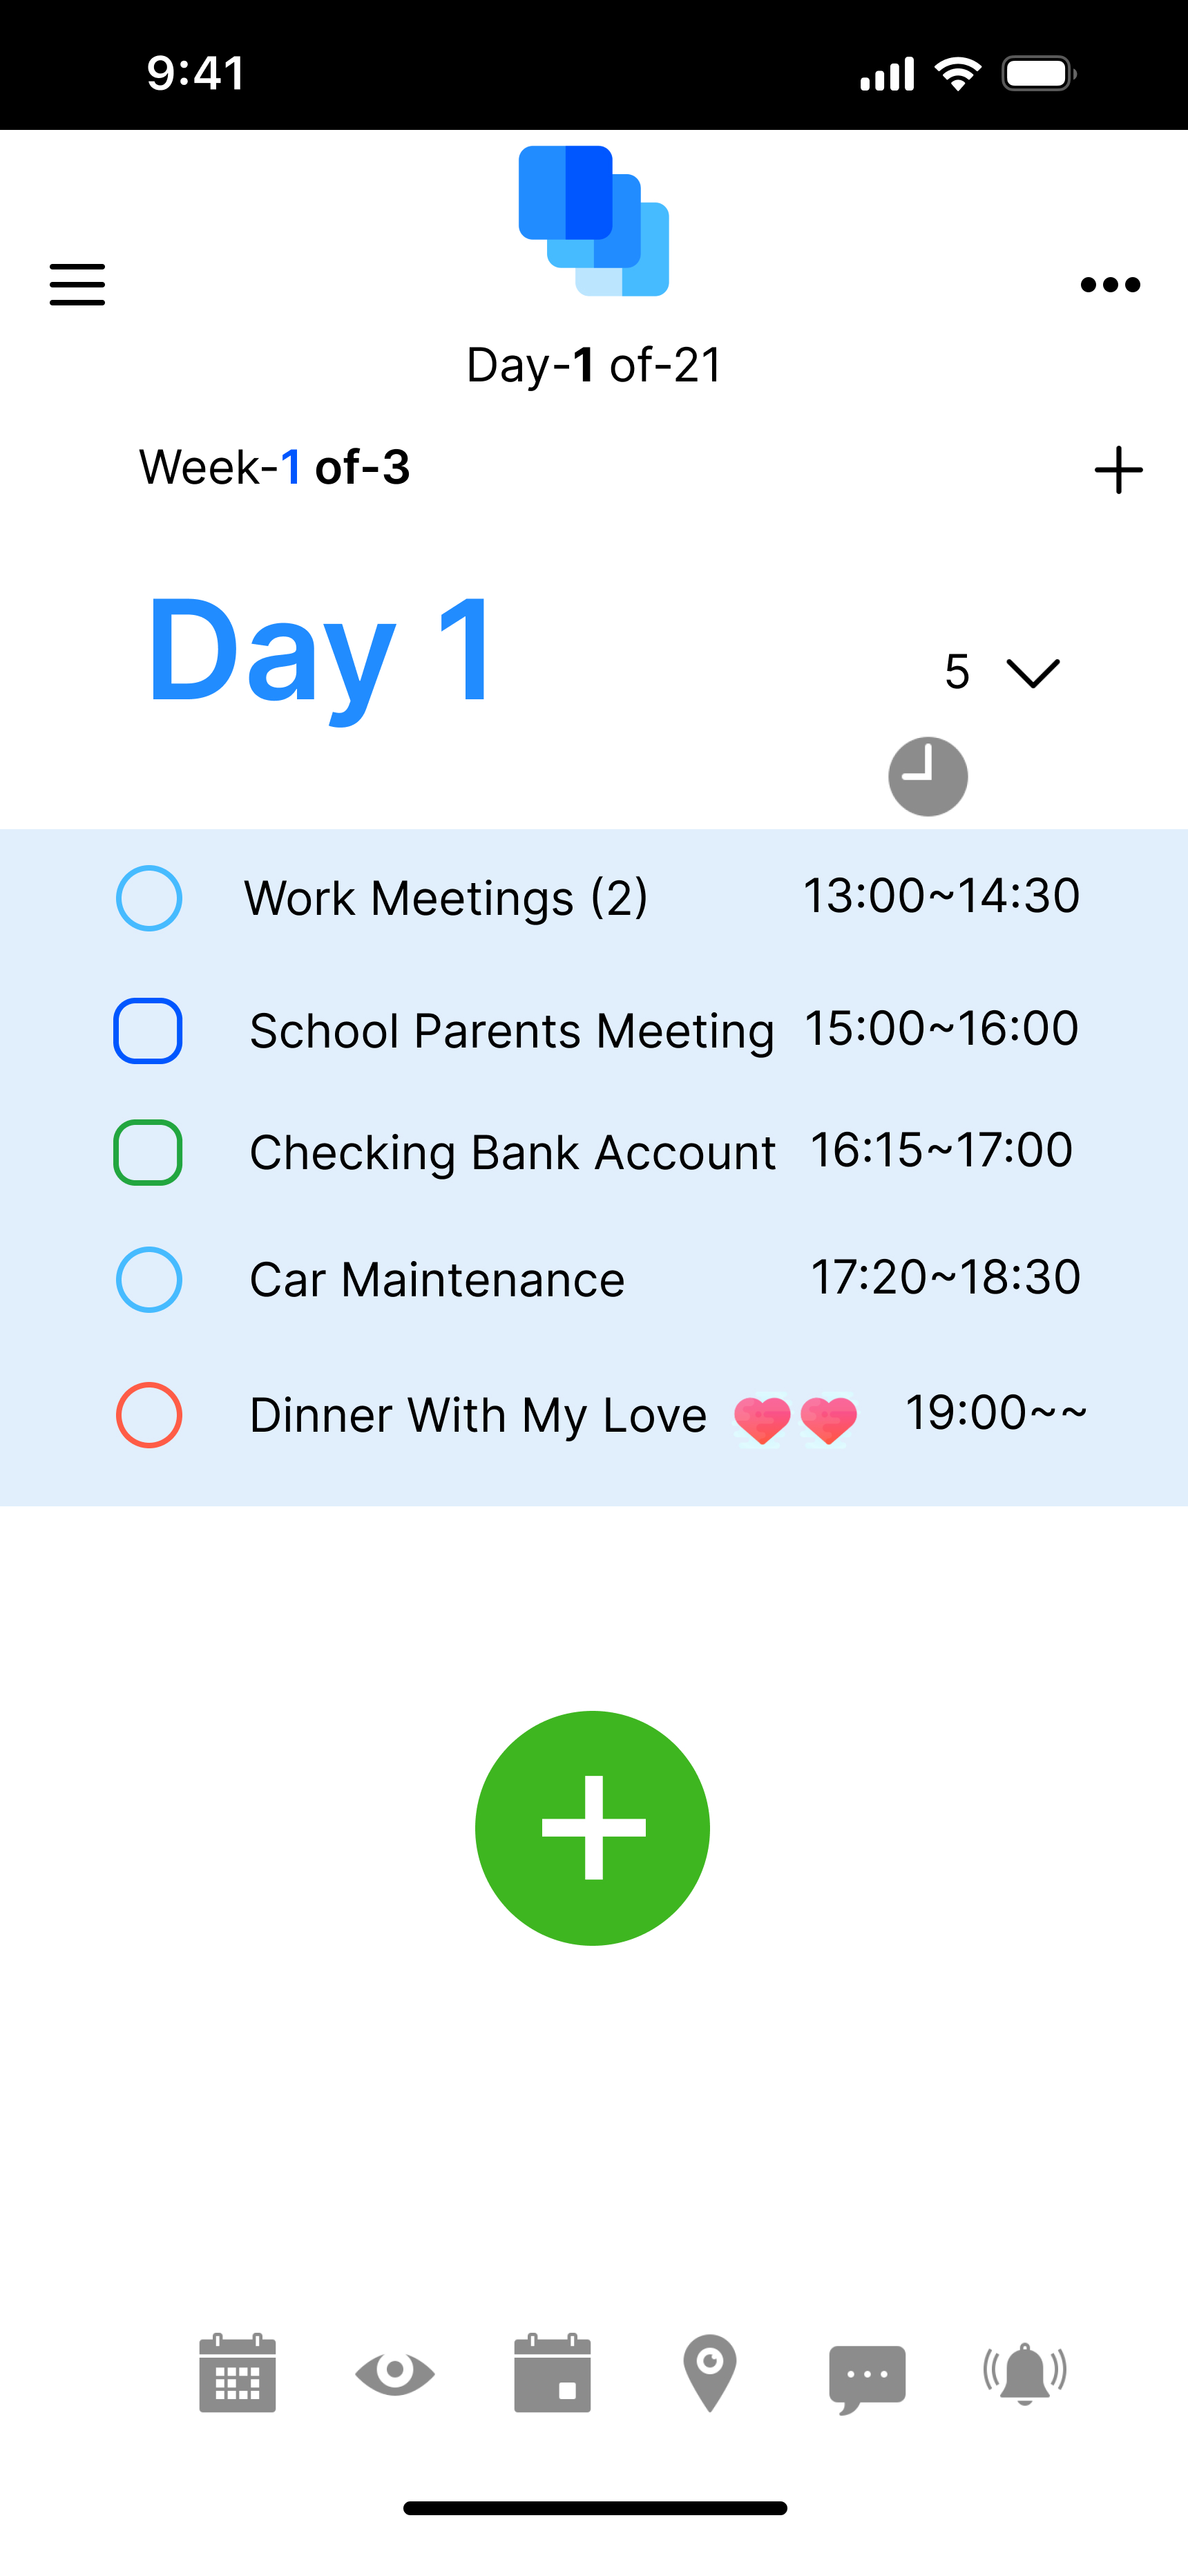 9:41
Day-1 of-21
Week-1 of-3
Day 1
5
Work Meetings (2) 13:00~14:30
School Parents Meeting 15:00~16:00
Checking Bank Account 16:15~17:00
Car Maintenance 17:20~18:30
Dinner With My Love 💗💗 19:00~~